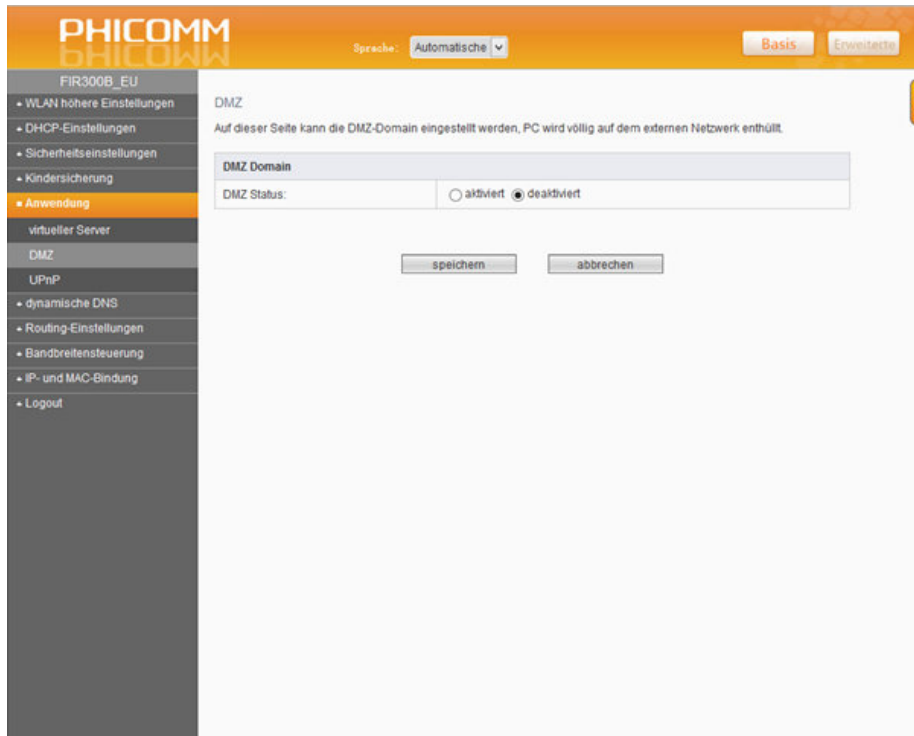 PHICOMM
Sprache: Automatische
Basis
Erweiterte
FIR300B_EU
WLAN höhere Einstellungen
DHCP-Einstellungen
Sicherheitseinstellungen
Kindersicherung
Anwendung
virtueller Server
DMZ
UPnP
dynamische DNS
Routing-Einstellungen
Bandbreitensteuerung
IP- und MAC-Bindung
Logout
DMZ
Auf dieser Seite kann die DMZ-Domain eingestellt werden, PC wird völlig auf dem externen Netzwerk enthüllt.
DMZ Domain
DMZ Status: aktiviert deaktiviert
speichern abbrechen